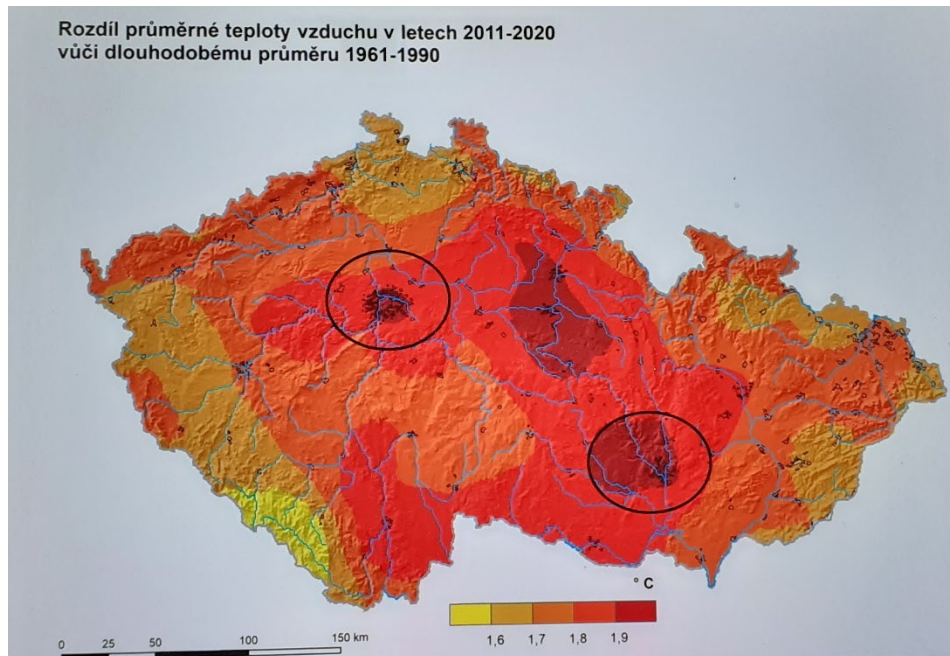 Rozdíl průměrné teploty vzduchu v letech 2011-2020
vůči dlouhodobému průměru 1961-1990
° C
1,6 1,7 1,8 1,9
0 25 50 100 150 km